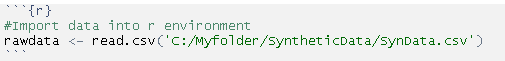 ```{r}
#Import data into r environment
rawdata <- read.csv('C:/Myfolder/SyntheticData/SynData.csv')
```